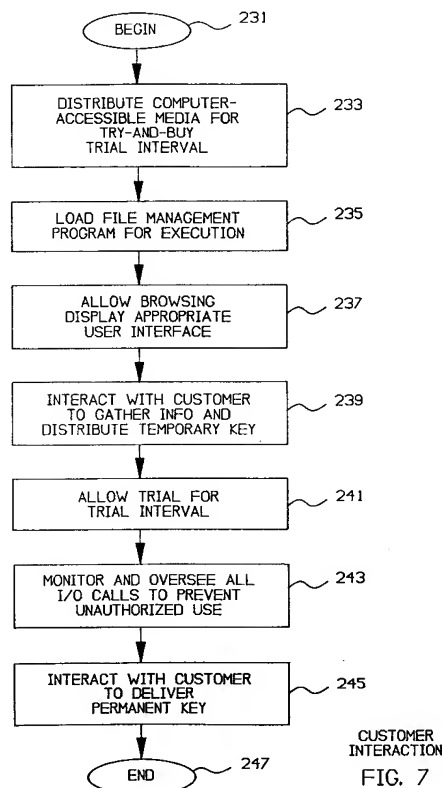 BEGIN
231
DISTRIBUTE COMPUTER-
ACCESSIBLE MEDIA FOR
TRY-AND-BUY
TRIAL INTERVAL
233
LOAD FILE MANAGEMENT
PROGRAM FOR EXECUTION
235
ALLOW BROWSING
DISPLAY APPROPRIATE
USER INTERFACE
237
INTERACT WITH CUSTOMER
TO GATHER INFO AND
DISTRIBUTE TEMPORARY KEY
239
ALLOW TRIAL FOR
TRIAL INTERVAL
241
MONITOR AND OVERSEE ALL
I/O CALLS TO PREVENT
UNAUTHORIZED USE
243
INTERACT WITH CUSTOMER
TO DELIVER
PERMANENT KEY
245
END
247
CUSTOMER
INTERACTION
FIG. 7